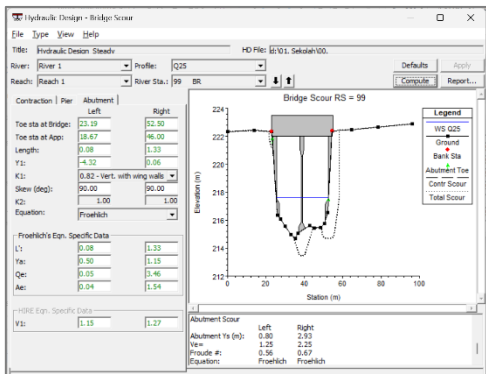 Hydraulic Design - Bridge Scour
File Type View Help
Title: Hydraulic Design Steady HD File: d:\01. Sekolah\00.
River: River 1 Profile: Q25 Defaults Apply
Reach: Reach 1 River Sta.: 99 BR Compute Report...
Contraction Pier Abutment
Left Right
Toe sta at Bridge: 23.19 52.50
Toe sta at App: 18.67 46.00
Length: 0.08 1.33
Y1: -4.32 0.06
K1: 0.82 - Vert. with wing walls
Skew (deg): 90.00 90.00
K2: 1.00 1.00
Equation: Froehlich
Froehlich's Eqn. Specific Data
L': 0.08 1.33
Ya: 0.50 1.15
Qe: 0.05 3.46
Ae: 0.04 1.54
HIRE Eqn. Specific Data
V1: 1.15 1.27
Bridge Scour RS = 99
Elevation (m)
224
222
220
218
216
214
212
0 20 40 60 80 100
Station (m)
Legend
WS Q25
Ground
Bank Sta
Abutment Toe
Contr Scour
Total Scour
Abutment Scour
Left Right
Abutment Ys (m): 0.80 2.93
Ve= 1.25 2.25
Froude #: 0.56 0.67
Equation: Froehlich Froehlich